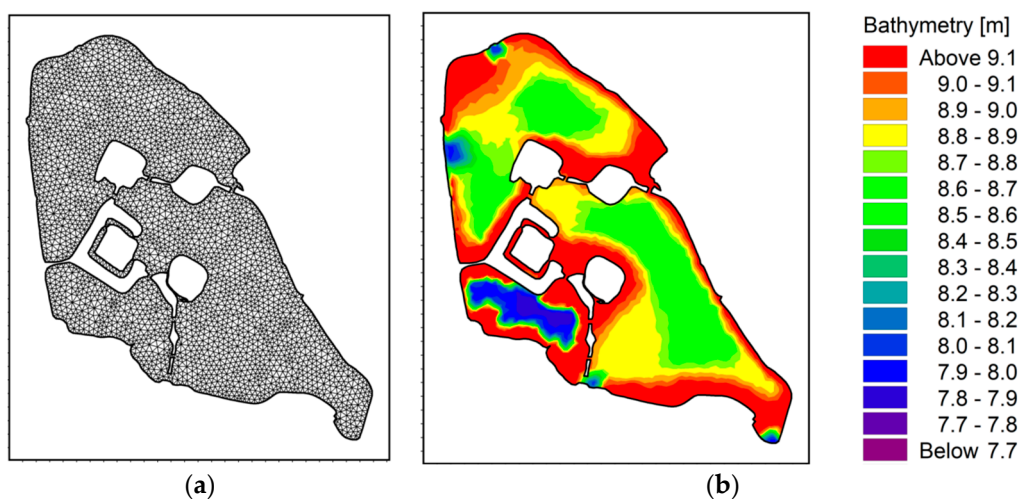 Bathymetry [m]
Above 9.1
9.0 - 9.1
8.9 - 9.0
8.8 - 8.9
8.7 - 8.8
8.6 - 8.7
8.5 - 8.6
8.4 - 8.5
8.3 - 8.4
8.2 - 8.3
8.1 - 8.2
8.0 - 8.1
7.9 - 8.0
7.8 - 7.9
7.7 - 7.8
Below 7.7
(a) (b)